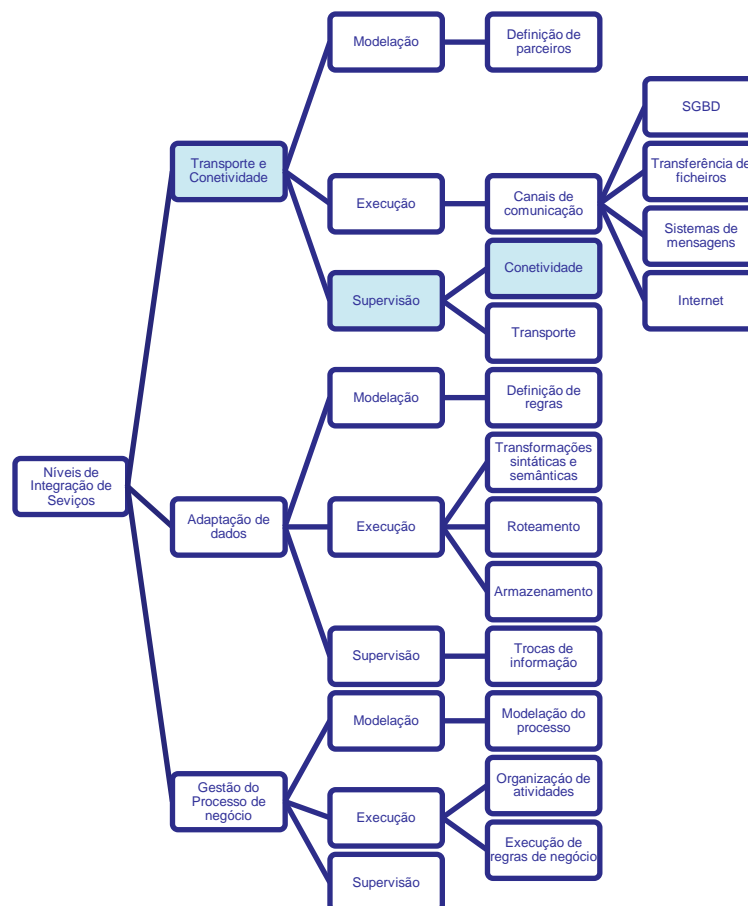 Modelação
Definição de
parceiros
SGBD
Transporte e
Conetividade
Transferência de
ficheiros
Execução
Canais de
comunicação
Sistemas de
mensagens
Conetividade
Supervisão
Internet
Transporte
Modelação
Definição de
regras
Transformações
sintáticas e
semânticas
Níveis de
Integração de
Seviços
Adaptação de
dados
Execução
Roteamento
Armazenamento
Supervisão
Trocas de
informação
Modelação
Modelação do
processo
Gestão do
Processo de
negócio
Organizaçáo de
atividades
Execução
Execução de
regras de negócio
Supervisão